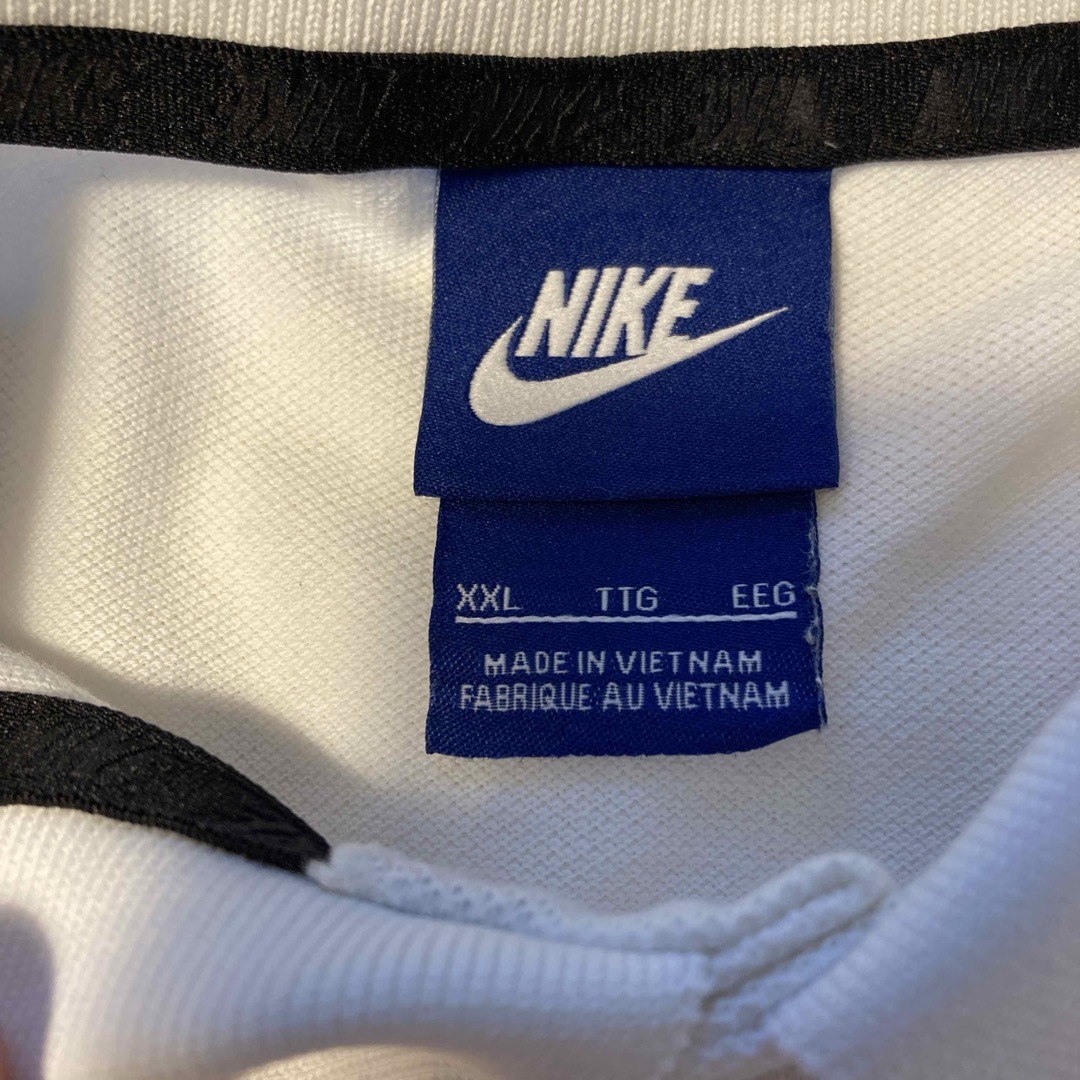 NIKE
XXL TTG EEG
MADE IN VIETNAM
FABRIQUE AU VIETNAM